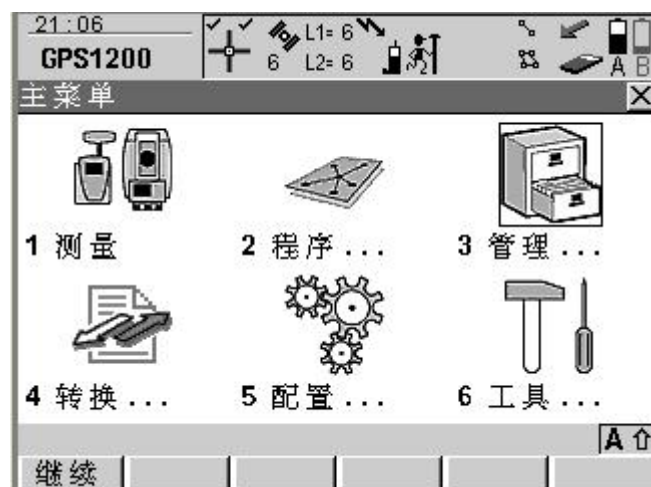 21:06
GPS1200
6 L1= 6
L2= 6
A B
主菜单
1 测量
2 程序...
3 管理...
4 转换...
5 配置...
6 工具...
A
继续